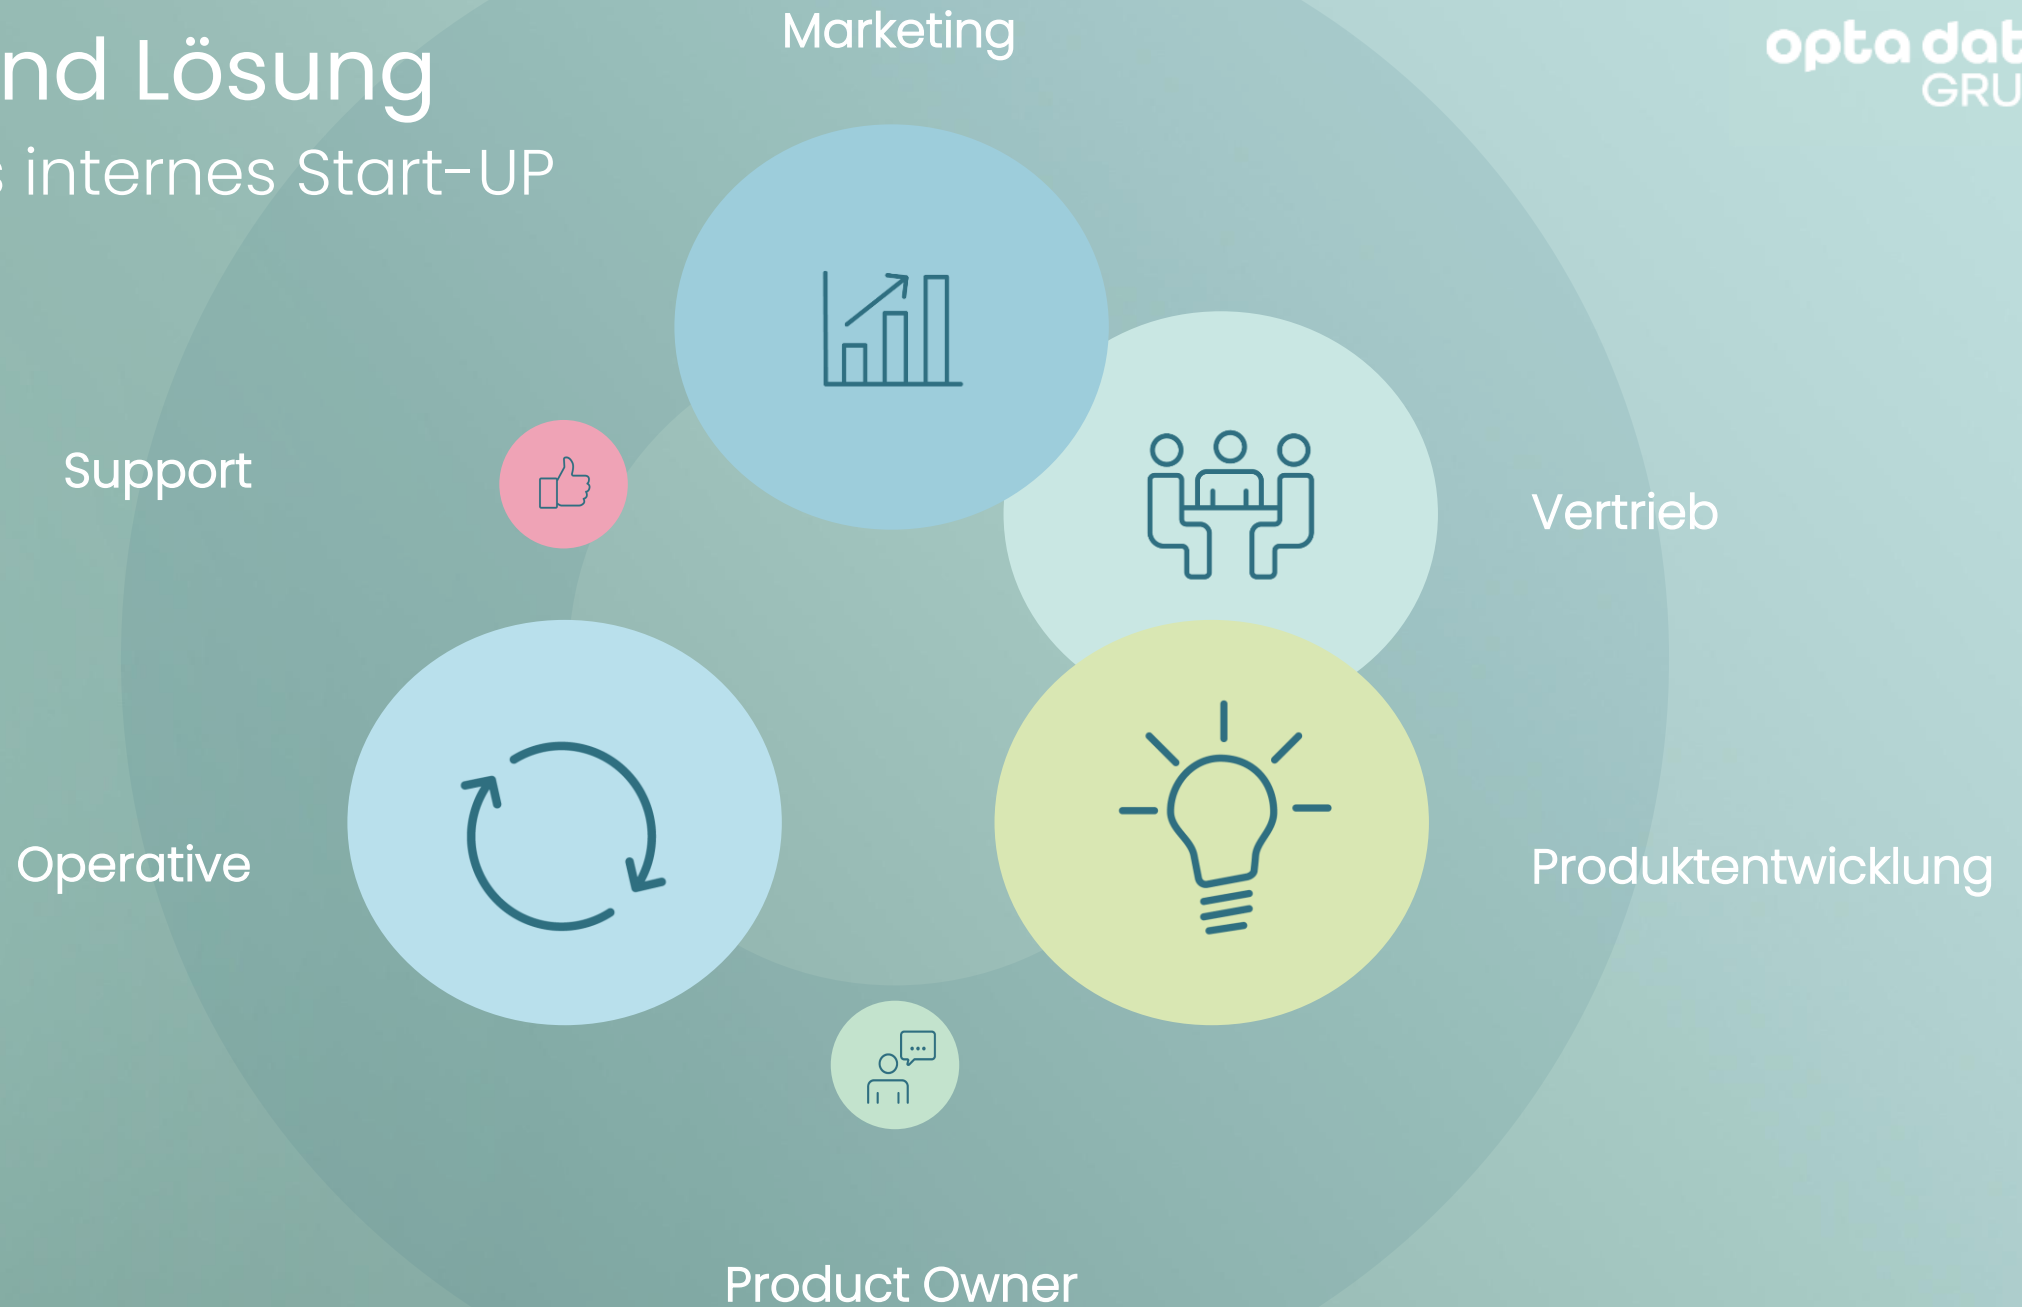 nd Lösung
s internes Start-UP
Marketing
opta dat
GRU
Support
Vertrieb
Operative
Produktentwicklung
Product Owner